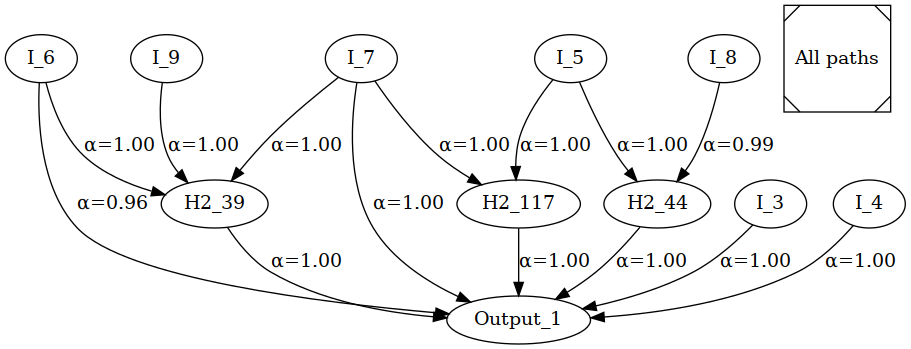 I_6
I_9
I_7
I_5
I_8
All paths
α=1.00
α=1.00
α=1.00
α=1.00
α=1.00
α=1.00
α=0.99
α=0.96
H2_39
α=1.00
H2_117
H2_44
I_3
I_4
α=1.00
α=1.00
α=1.00
α=1.00
α=1.00
Output_1